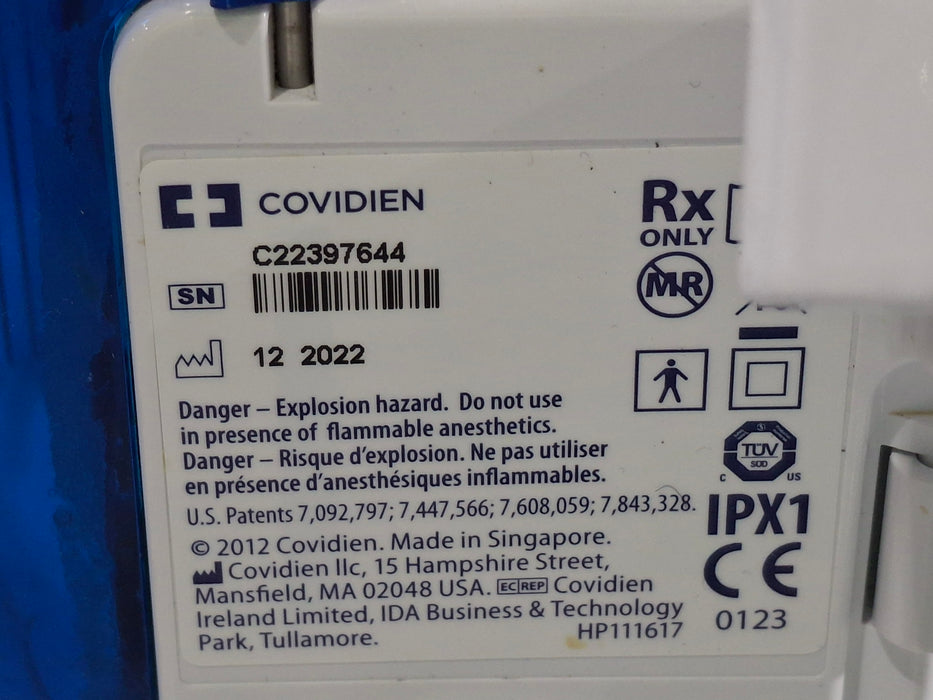 COVIDIEN
C22397644
SN
12 2022
Rx
ONLY
MR
Danger – Explosion hazard. Do not use
in presence of flammable anesthetics.
Danger – Risque d'explosion. Ne pas utiliser
en présence d'anesthésiques inflammables.
U.S. Patents 7,092,797; 7,447,566; 7,608,059; 7,843,328.
© 2012 Covidien. Made in Singapore.
Covidien llc, 15 Hampshire Street,
Mansfield, MA 02048 USA. EC REP Covidien
Ireland Limited, IDA Business & Technology
Park, Tullamore.
HP111617
TÜV
SÜD
C US
IPX1
CE
0123